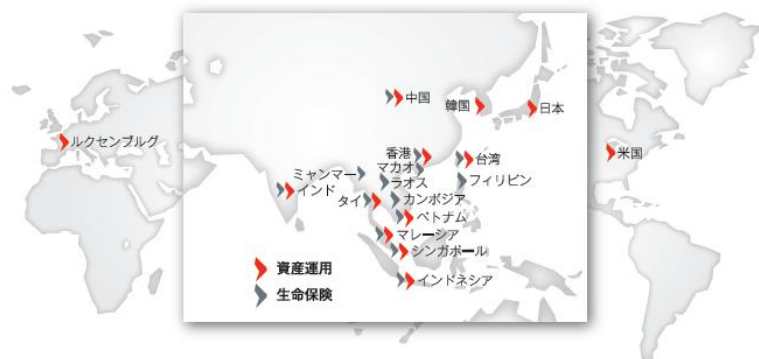 中国
韓国
日本
ルクセンブルグ
香港
台湾
米国
マカオ
ミャンマー
ラオス
フィリピン
インド
タイ
カンボジア
ベトナム
マレーシア
シンガポール
資産運用
インドネシア
生命保険